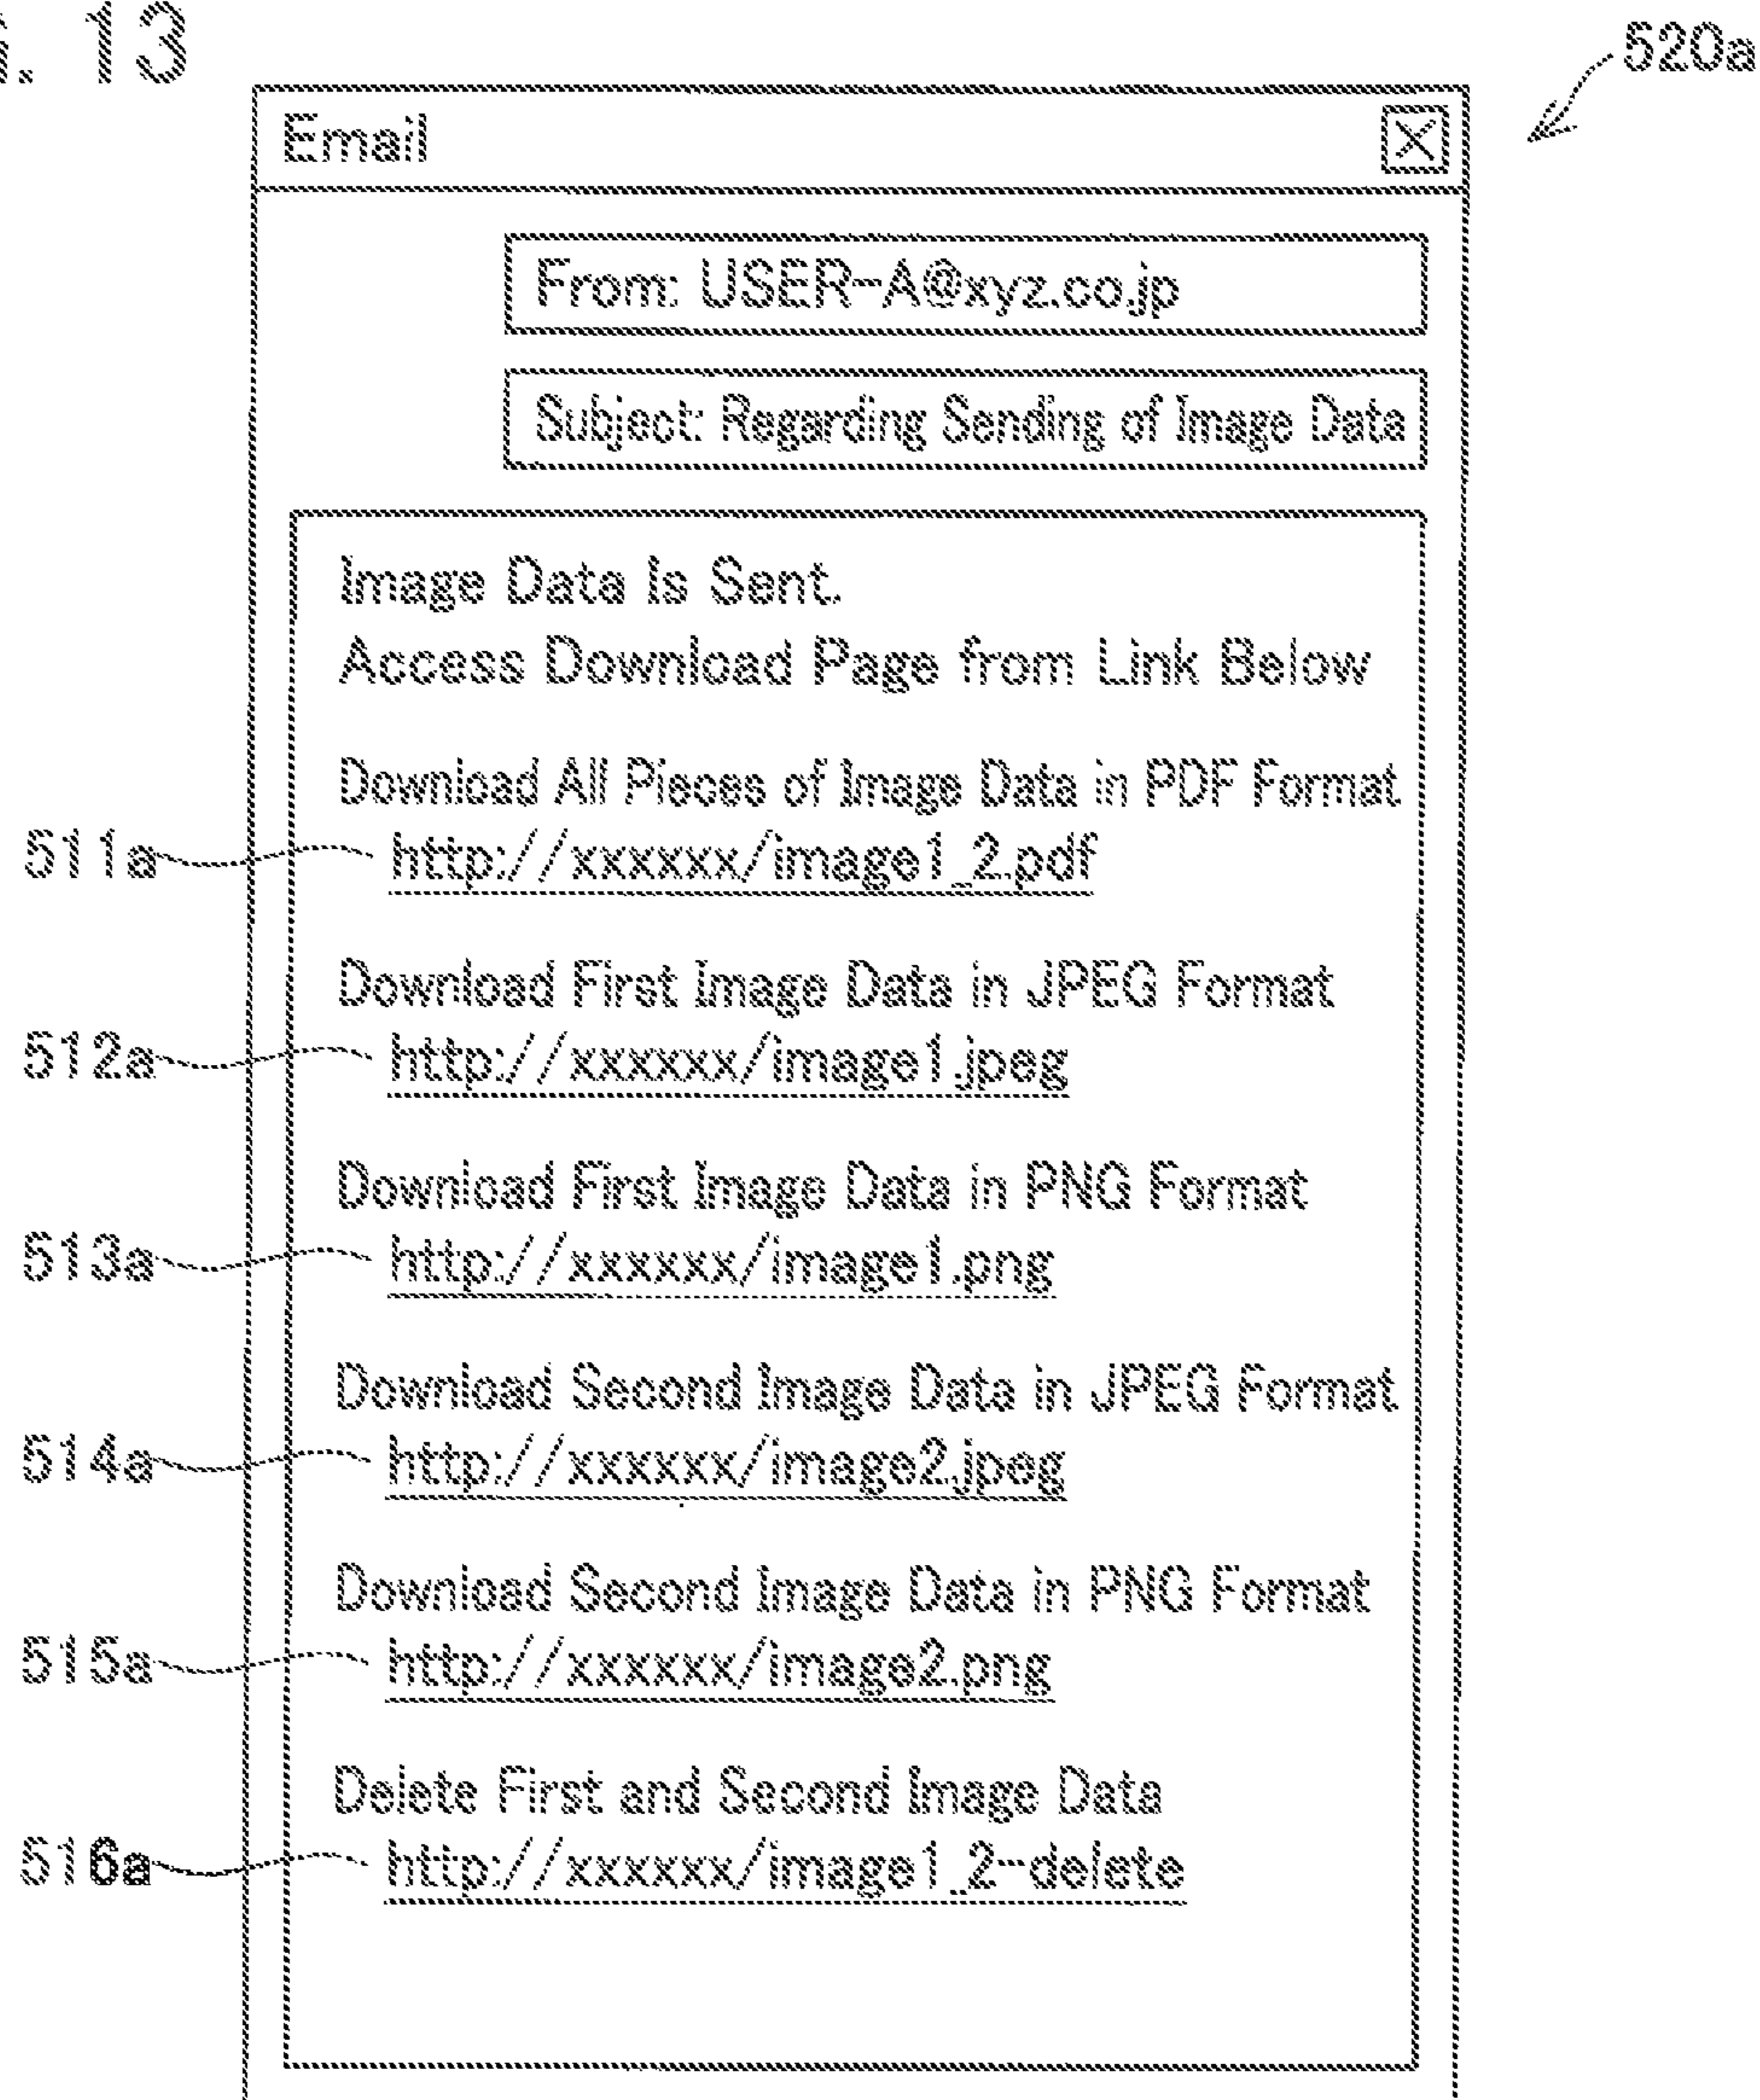 G. 13
520a
Email
From: USER-A@xyz.co.jp
Subject: Regarding Sending of Image Data
Image Data Is Sent.
Access Download Page from Link Below
Download All Pieces of Image Data in PDF Format
511a http://xxxxxx/image1_2.pdf
Download First Image Data in JPEG Format
512a http://xxxxxx/image1.jpeg
Download First Image Data in PNG Format
513a http://xxxxxx/image1.png
Download Second Image Data in JPEG Format
514a http://xxxxxx/image2.jpeg
Download Second Image Data in PNG Format
515a http://xxxxxx/image2.png
Delete First and Second Image Data
516a http://xxxxxx/image1_2-delete